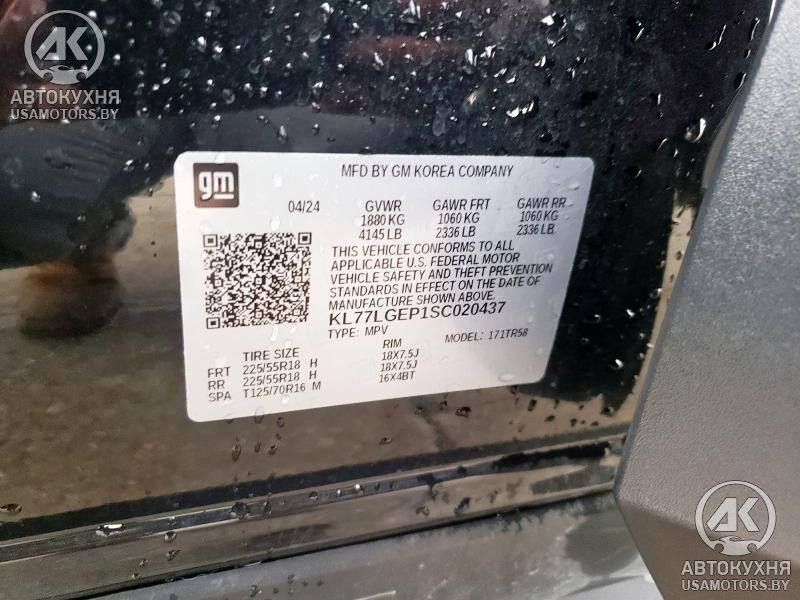 AK
АВТОКУХНЯ
USAMOTORS.BY
gm
MFD BY GM KOREA COMPANY
04/24 GVWR GAWR FRT GAWR RR
1880 KG 1060 KG 1060 KG
4145 LB 2336 LB 2336 LB
THIS VEHICLE CONFORMS TO ALL
APPLICABLE U.S. FEDERAL MOTOR
VEHICLE SAFETY AND THEFT PREVENTION
STANDARDS IN EFFECT ON THE DATE OF
MANUFACTURE SHOWN ABOVE.
KL77LGEP1SC020437
TYPE: MPV MODEL: 171TR58
TIRE SIZE RIM
FRT 225/55R18 H 18X7.5J
RR 225/55R18 H 18X7.5J
SPA T125/70R16 M 16X4BT
AK
АВТОКУХНЯ
USAMOTORS.BY